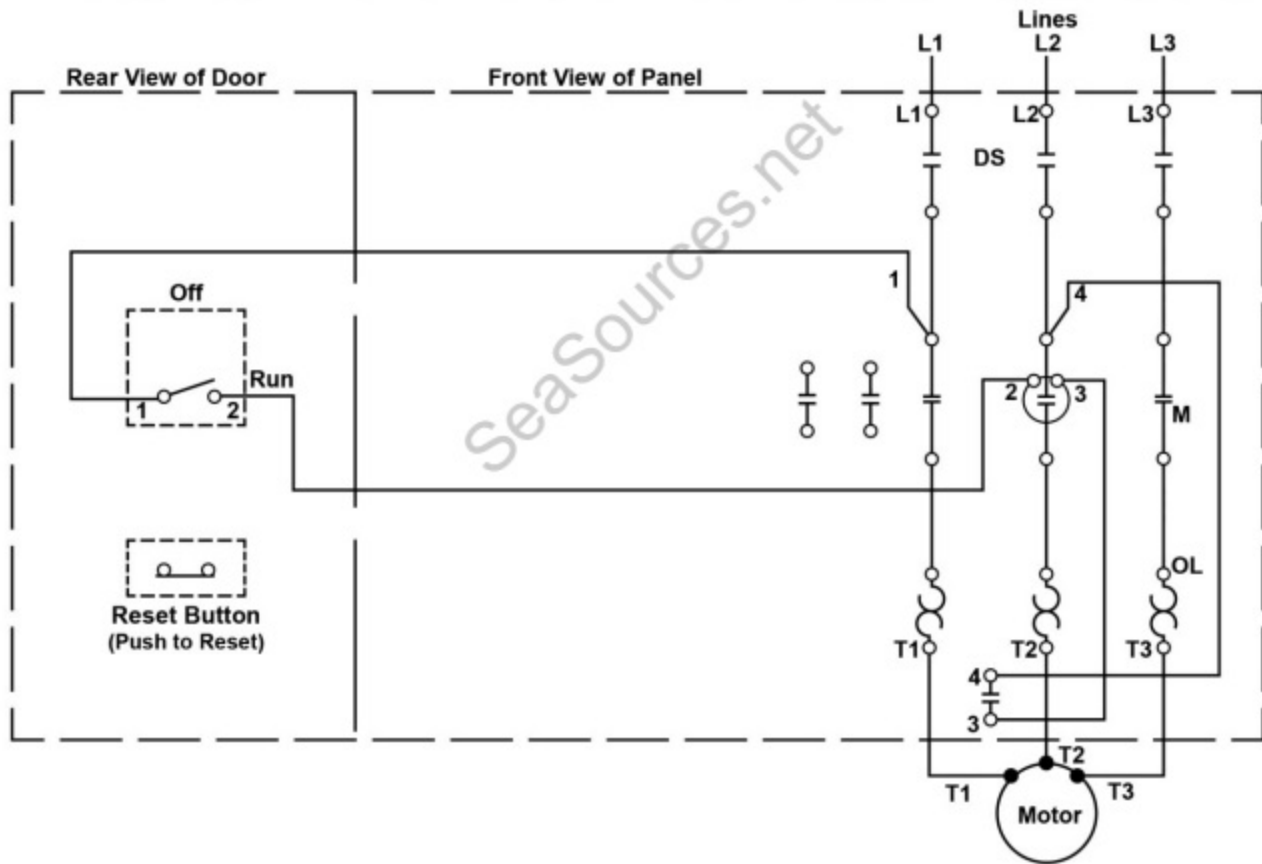 Lines
L1 L2 L3
Rear View of Door Front View of Panel
L1 L2 L3
DS
SeaSources.net
1 4
Off
Run
1 2
2 3
M
OL
Reset Button
(Push to Reset)
T1 T2 T3
4
3
T2
T1 T3
Motor